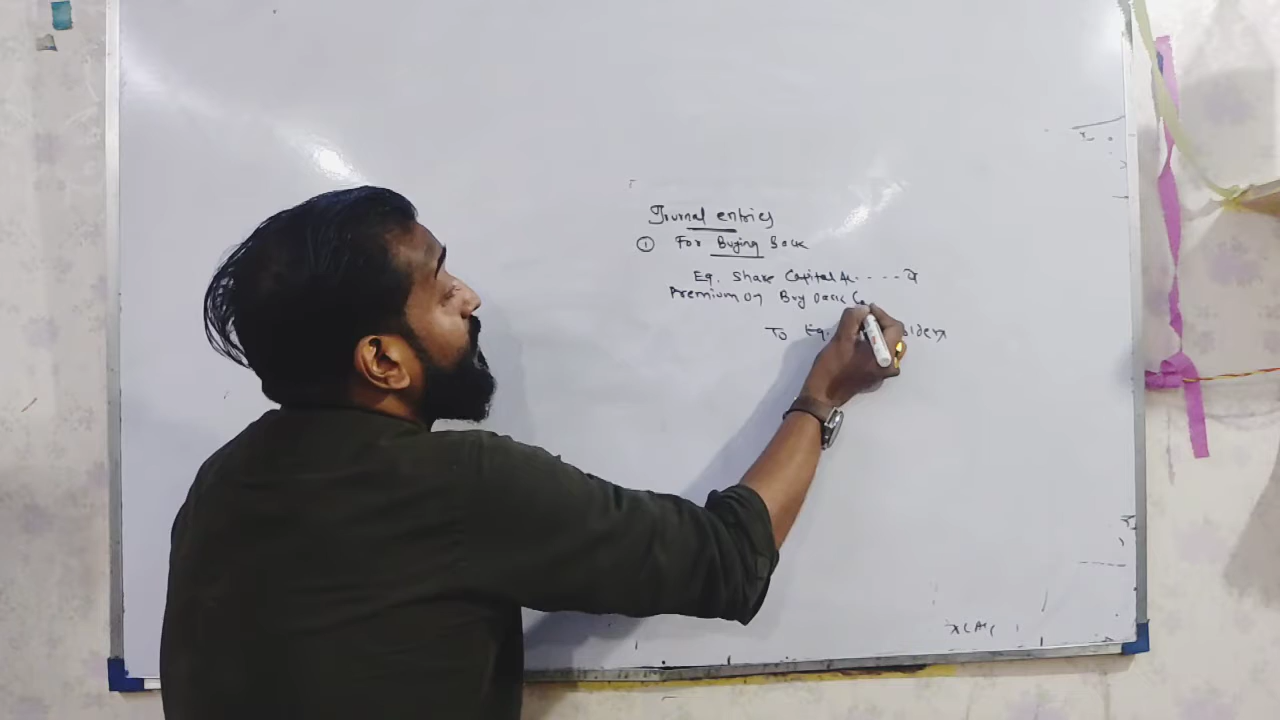 Journal entries
① For Buying Back
Eq. Share Capital A/c - - - - Dr
Premium on Buy back
To Eq.